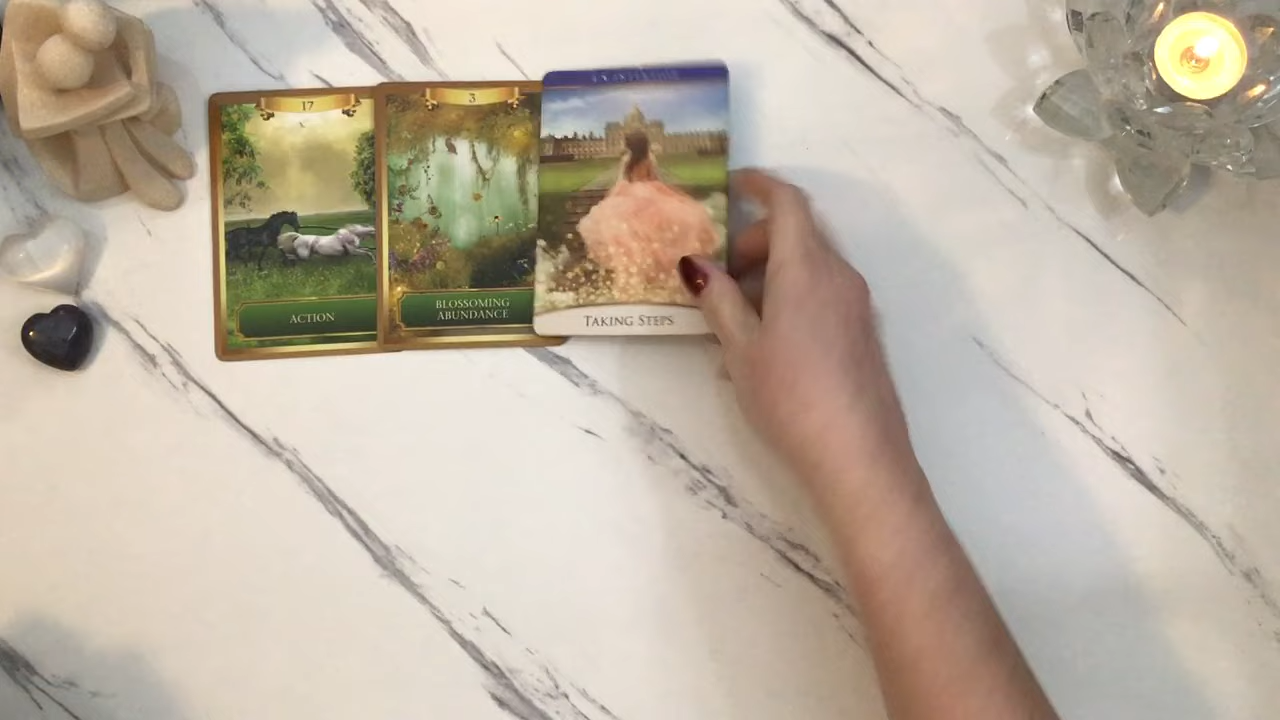 17
ACTION
3
BLOSSOMING
ABUNDANCE
TAKING STEPS